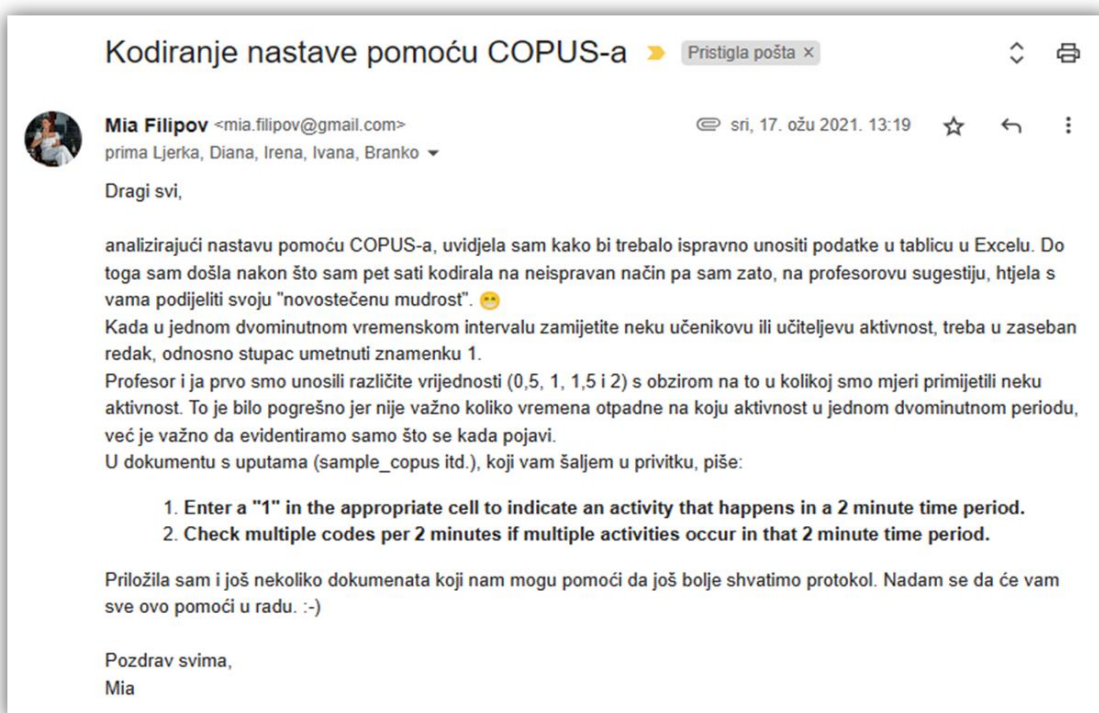 Kodiranje nastave pomoću COPUS-a Pristigla pošta ×
Mia Filipov <mia.filipov@gmail.com> sri, 17. ožu 2021. 13:19
prima Ljerka, Diana, Irena, Ivana, Branko
Dragi svi,
analizirajući nastavu pomoću COPUS-a, uvidjela sam kako bi trebalo ispravno unositi podatke u tablicu u Excelu. Do
toga sam došla nakon što sam pet sati kodirala na neispravan način pa sam zato, na profesorovu sugestiju, htjela s
vama podijeliti svoju "novostečenu mudrost". 😁
Kada u jednom dvominutnom vremenskom intervalu zamijetite neku učenikovu ili učiteljevu aktivnost, treba u zaseban
redak, odnosno stupac umetnuti znamenku 1.
Profesor i ja prvo smo unosili različite vrijednosti (0,5, 1, 1,5 i 2) s obzirom na to u kolikoj smo mjeri primijetili neku
aktivnost. To je bilo pogrešno jer nije važno koliko vremena otpadne na koju aktivnost u jednom dvominutnom periodu,
već je važno da evidentiramo samo što se kada pojavi.
U dokumentu s uputama (sample_copus itd.), koji vam šaljem u privitku, piše:
1. Enter a "1" in the appropriate cell to indicate an activity that happens in a 2 minute time period.
2. Check multiple codes per 2 minutes if multiple activities occur in that 2 minute time period.
Priložila sam i još nekoliko dokumenata koji nam mogu pomoći da još bolje shvatimo protokol. Nadam se da će vam
sve ovo pomoći u radu. :-)
Pozdrav svima,
Mia